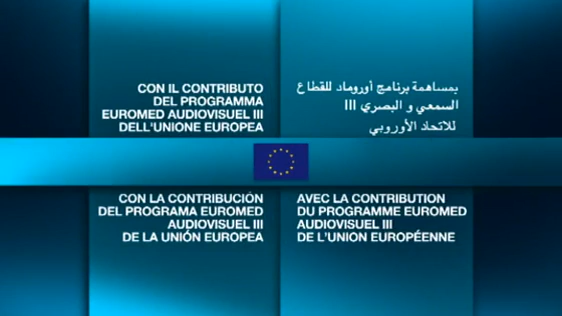 CON IL CONTRIBUTO
DEL PROGRAMMA
EUROMED AUDIOVISUEL III
DELL'UNIONE EUROPEA
بمساهمة برنامج أوروماد للقطاع
السمعي و البصري III
للاتحاد الأوروبي
CON LA CONTRIBUCIÓN
DEL PROGRAMA EUROMED
AUDIOVISUEL III
DE LA UNIÓN EUROPEA
AVEC LA CONTRIBUTION
DU PROGRAMME EUROMED
AUDIOVISUEL III
DE L'UNION EUROPÉENNE